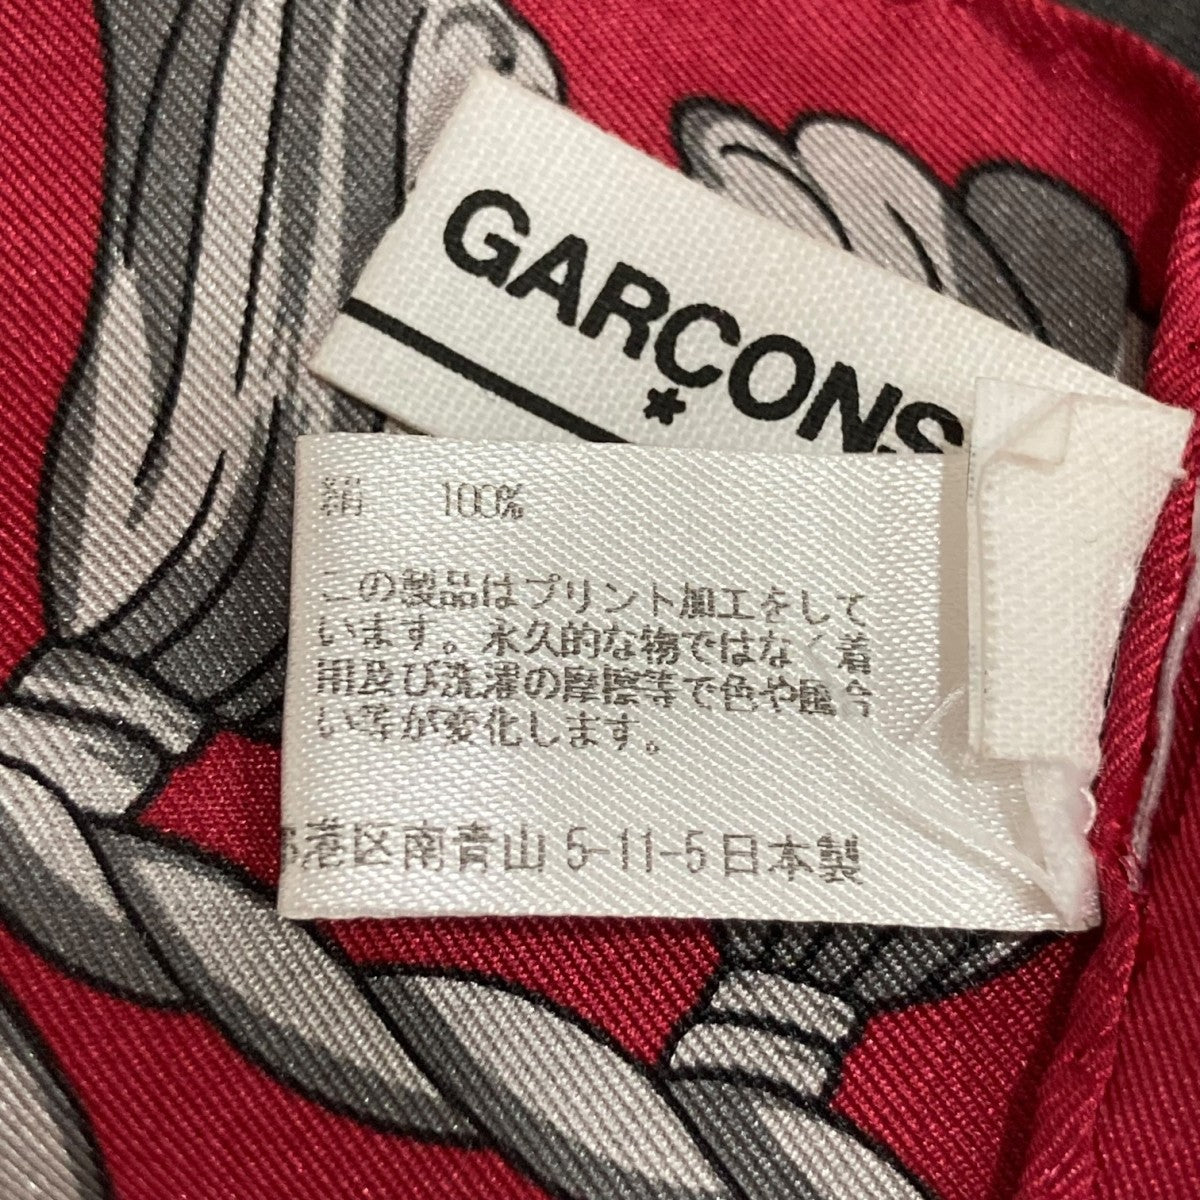 GARÇONS
*
絹 100%
この製品はプリント加工をして
います。永久的な物ではなく着
用及び洗濯の摩擦等で色や風合
い等が変化します。
港区南青山 5-11-5 日本製